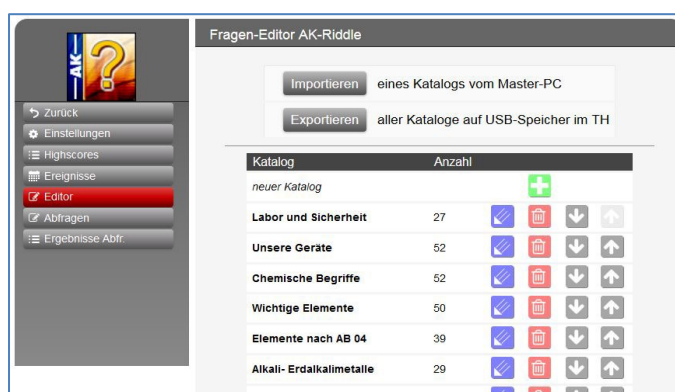 Fragen-Editor AK-Riddle
AK
?
Importieren eines Katalogs vom Master-PC
Exportieren aller Kataloge auf USB-Speicher im TH
Zurück
Einstellungen
Highscores
Ereignisse
Editor
Abfragen
Ergebnisse Abfr.
Katalog Anzahl
neuer Katalog
Labor und Sicherheit 27
Unsere Geräte 52
Chemische Begriffe 52
Wichtige Elemente 50
Elemente nach AB 04 39
Alkali- Erdalkalimetalle 29